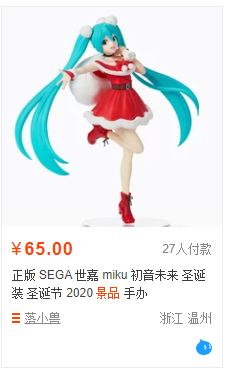 ¥65.00
27人付款
正版 SEGA 世嘉 miku 初音未来 圣诞
装 圣诞节 2020 景品 手办
落小兽
浙江 温州